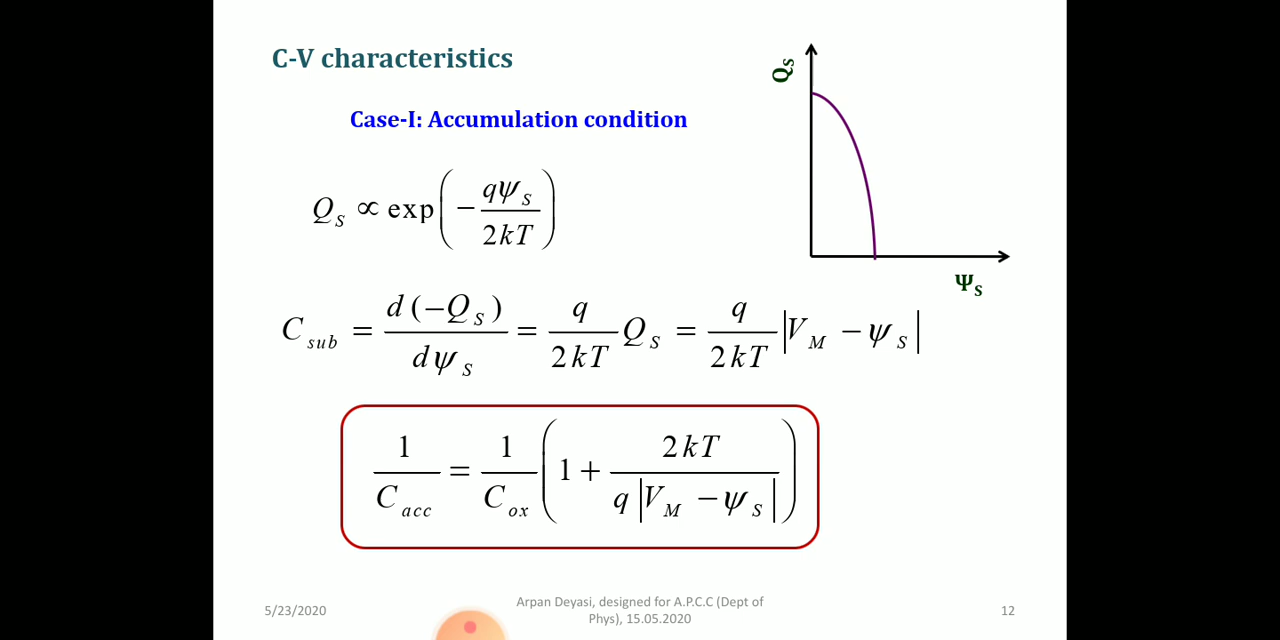 C-V characteristics
Q_S
Case-I: Accumulation condition
Q_S ∝ exp(− qψ_S / 2kT)
Ψ_S
C_sub = d(−Q_S) / dψ_S = q / 2kT Q_S = q / 2kT |V_M − ψ_S|
1 / C_acc = 1 / C_ox (1 + 2kT / q|V_M − ψ_S|)
5/23/2020
Arpan Deyasi, designed for A.P.C.C (Dept of
Phys), 15.05.2020
12